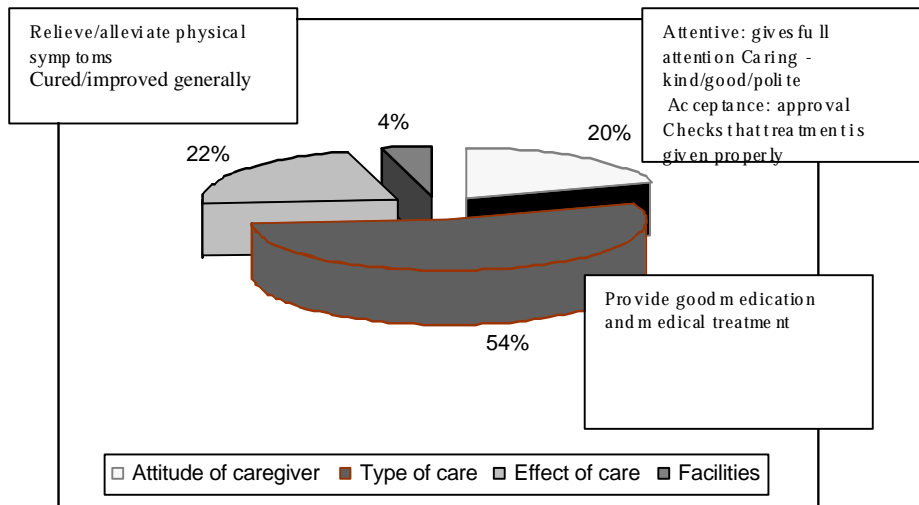 Relieve/alleviate physical
symptoms
Cured/improved generally
Attentive: gives full
attention Caring -
kind/good/polite
Acceptance: approval
Checks that treatment is
given properly
4%
20%
22%
Provide good medication
and medical treatment
54%
Attitude of caregiver Type of care Effect of care Facilities